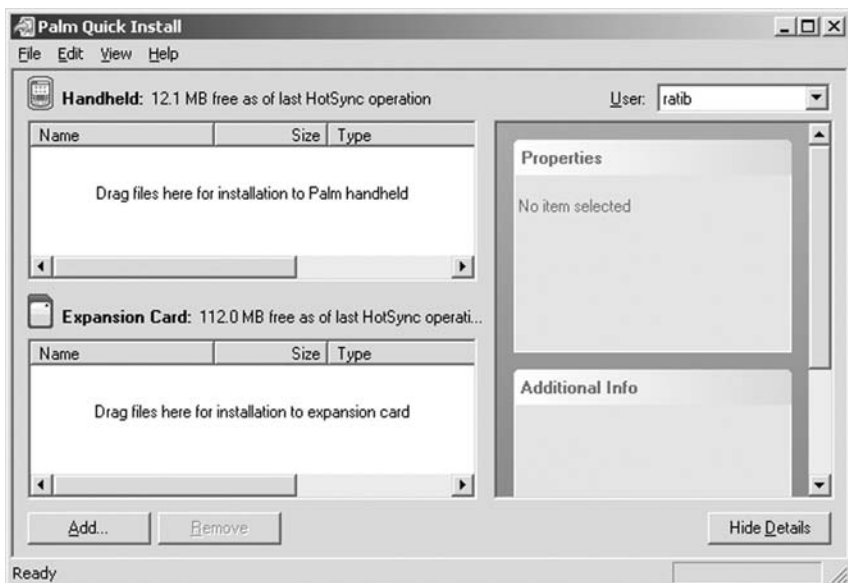 Palm Quick Install
File Edit View Help
Handheld: 12.1 MB free as of last HotSync operation
User: ratib
Name Size Type
Drag files here for installation to Palm handheld
Properties
No item selected
Expansion Card: 112.0 MB free as of last HotSync operati...
Name Size Type
Drag files here for installation to expansion card
Additional Info
Add... Remove Hide Details
Ready